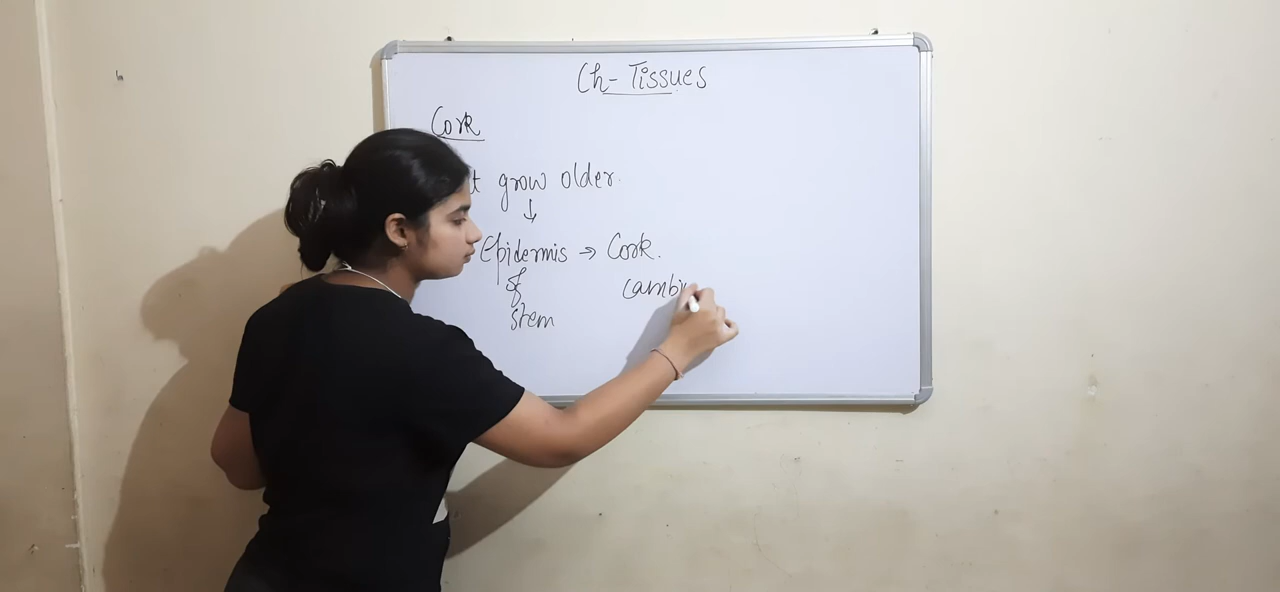 Ch- Tissues
Cork
grow older.
↓
Epidermis → Cork.
of
stem